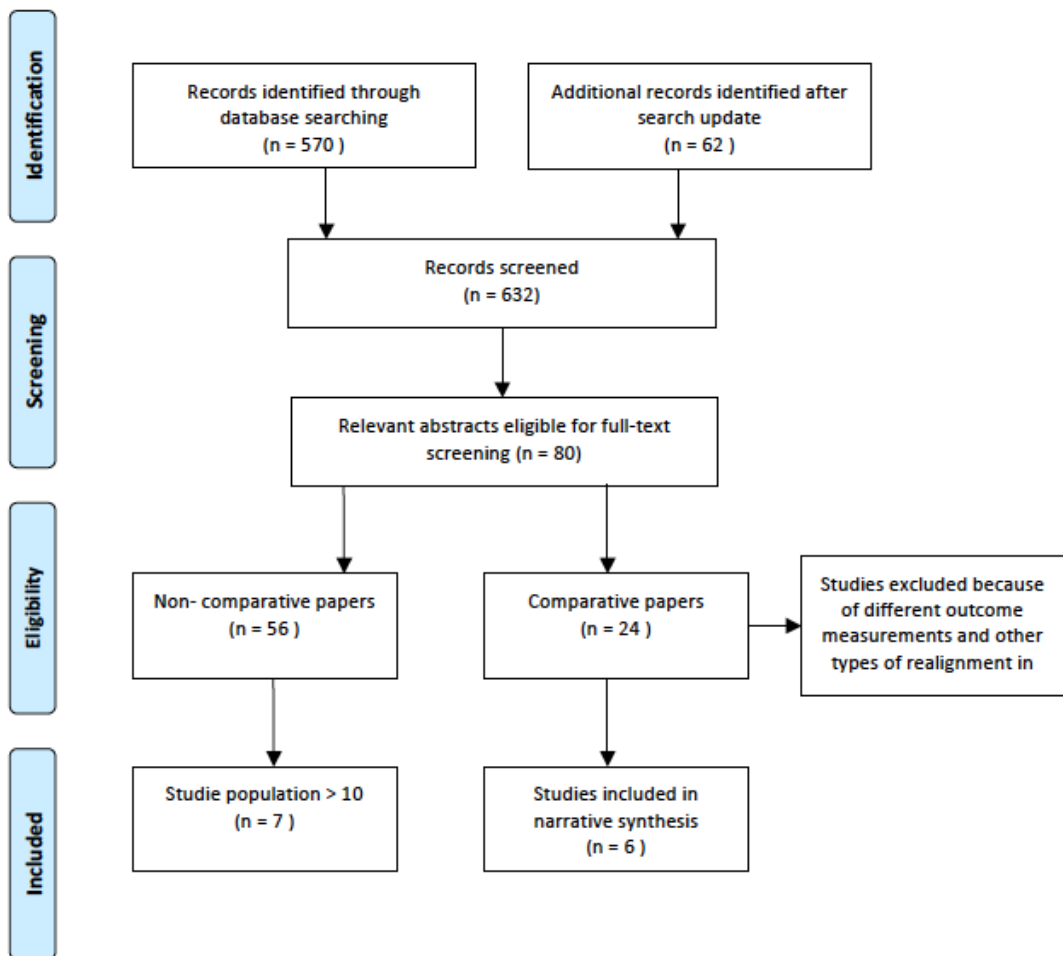 Identification
Records identified through
database searching
(n = 570 )
Additional records identified after
search update
(n = 62 )
Screening
Records screened
(n = 632)
Relevant abstracts eligible for full-text
screening (n = 80)
Eligibility
Non- comparative papers
(n = 56 )
Comparative papers
(n = 24 )
Studies excluded because
of different outcome
measurements and other
types of realignment in
Included
Studie population > 10
(n = 7 )
Studies included in
narrative synthesis
(n = 6 )